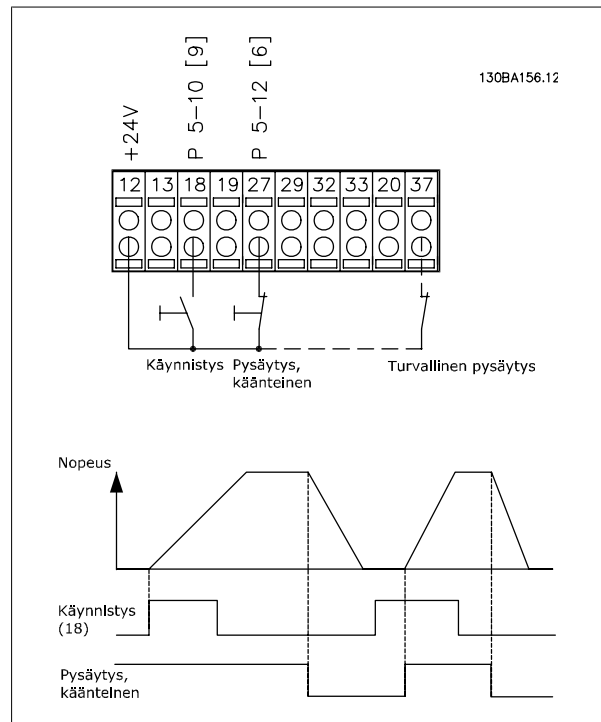 130BA156.12
+24V
P 5-10 [9]
P 5-12 [6]
12 13 18 19 27 29 32 33 20 37
Käynnistys
Pysäytys,
käänteinen
Turvallinen pysäytys
Nopeus
Käynnistys
(18)
Pysäytys,
käänteinen